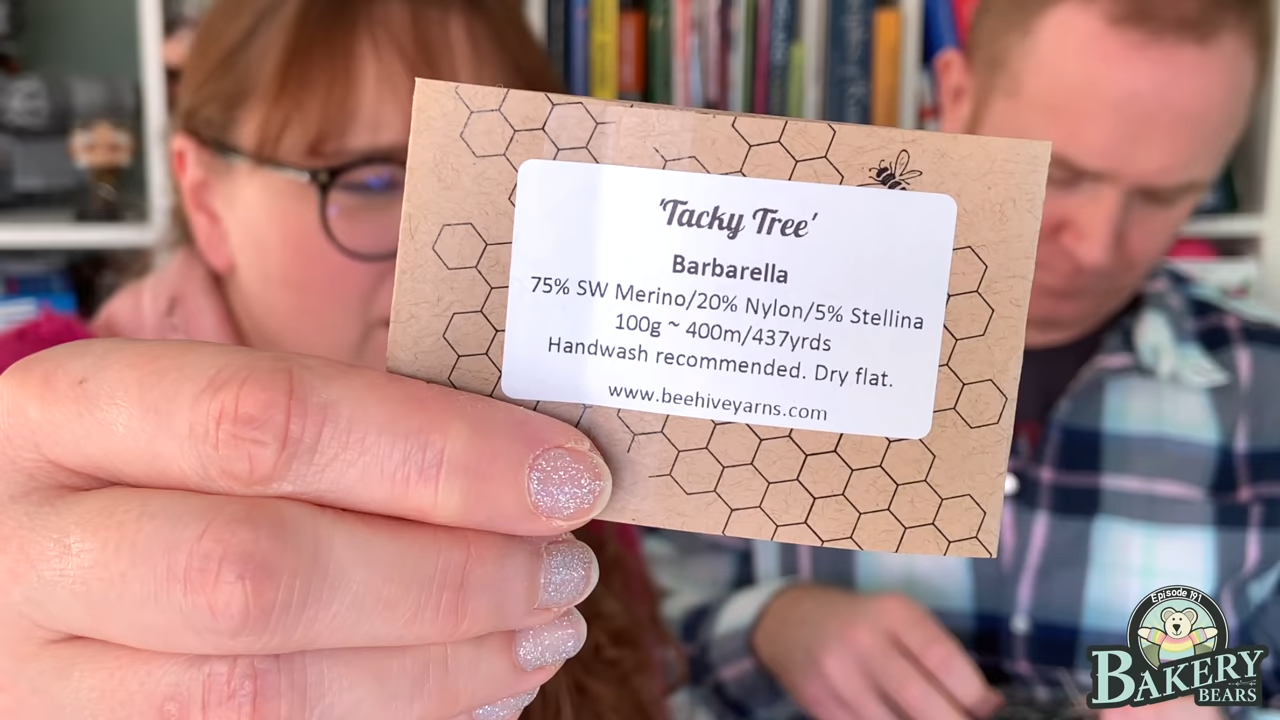 'Tacky Tree'
Barbarella
75% SW Merino/20% Nylon/5% Stellina
100g ~ 400m/437yrds
Handwash recommended. Dry flat.
www.beehiveyarns.com
Episode 191
BAKERY
BEARS